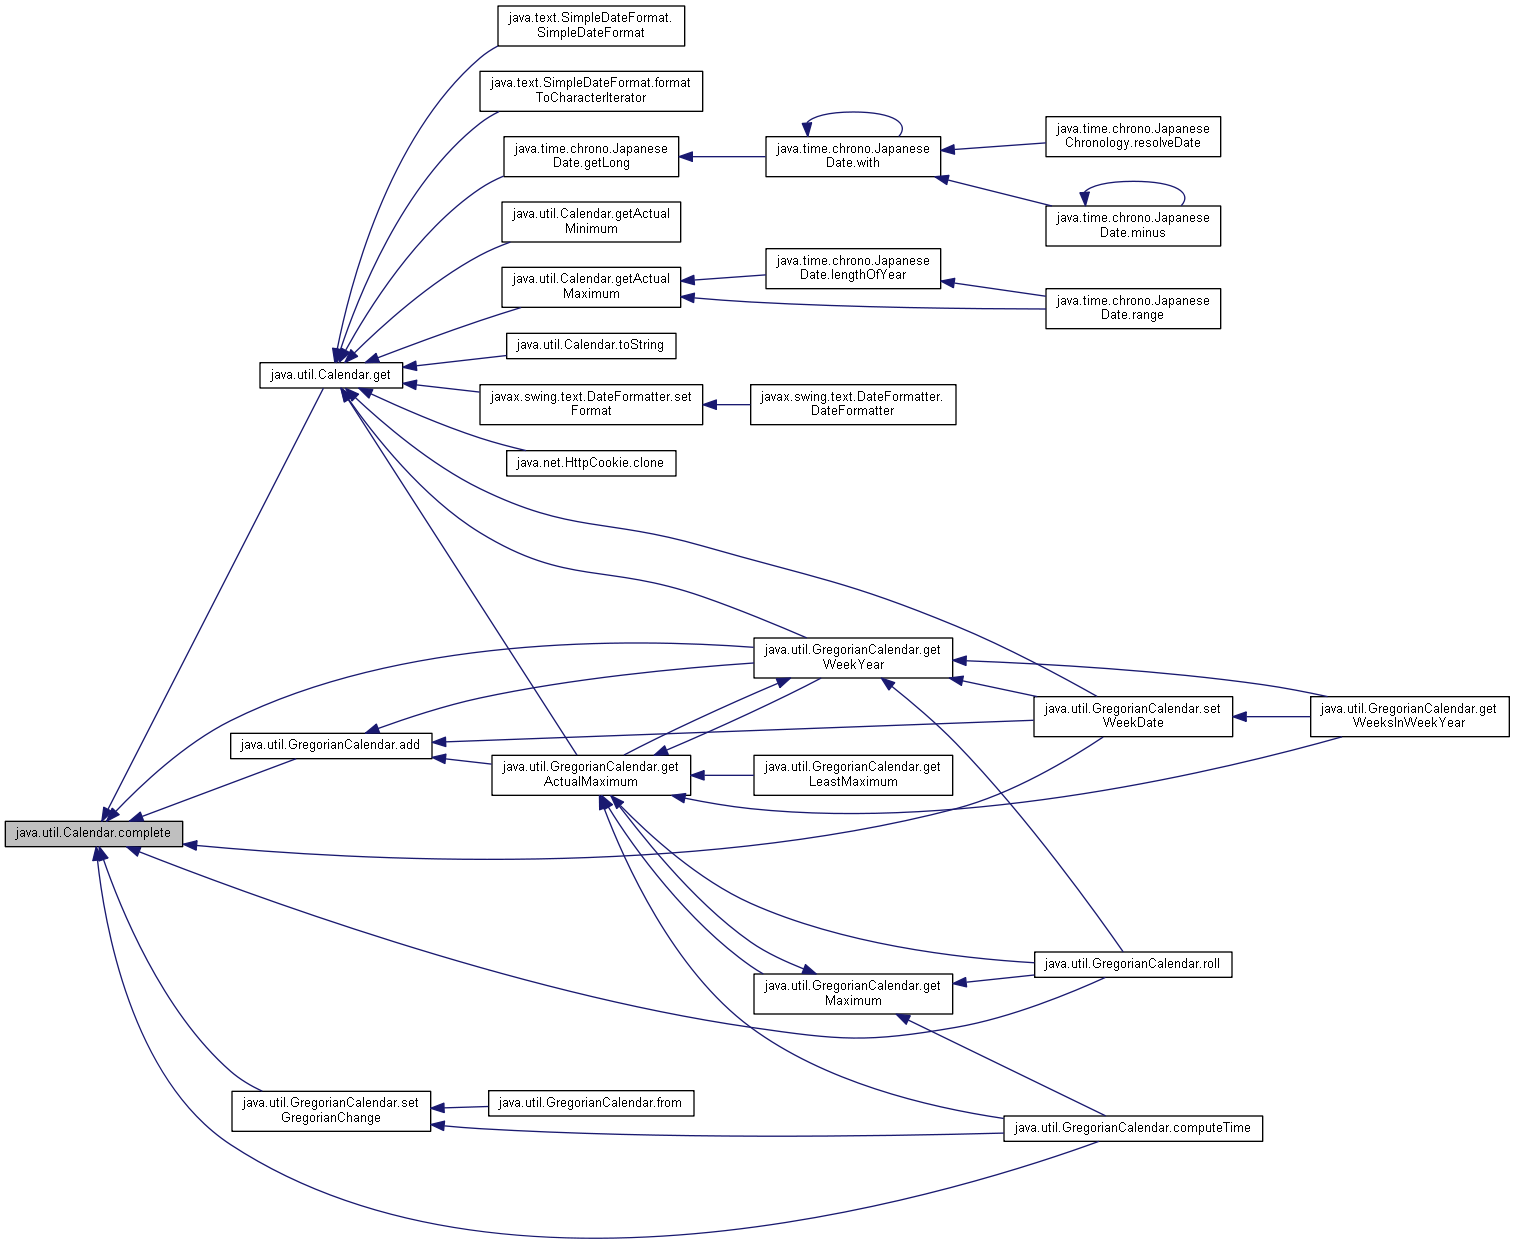 java.text.SimpleDateFormat.
SimpleDateFormat
java.text.SimpleDateFormat.format
ToCharacterIterator
java.time.chrono.Japanese
Date.getLong
java.time.chrono.Japanese
Date.with
java.time.chrono.Japanese
Chronology.resolveDate
java.time.chrono.Japanese
Date.minus
java.util.Calendar.getActual
Minimum
java.util.Calendar.getActual
Maximum
java.time.chrono.Japanese
Date.lengthOfYear
java.time.chrono.Japanese
Date.range
java.util.Calendar.toString
java.util.Calendar.get
javax.swing.text.DateFormatter.set
Format
javax.swing.text.DateFormatter.
DateFormatter
java.net.HttpCookie.clone
java.util.GregorianCalendar.get
WeekYear
java.util.GregorianCalendar.set
WeekDate
java.util.GregorianCalendar.get
WeeksInWeekYear
java.util.GregorianCalendar.add
java.util.GregorianCalendar.get
ActualMaximum
java.util.GregorianCalendar.get
LeastMaximum
java.util.Calendar.complete
java.util.GregorianCalendar.roll
java.util.GregorianCalendar.get
Maximum
java.util.GregorianCalendar.set
GregorianChange
java.util.GregorianCalendar.from
java.util.GregorianCalendar.computeTime